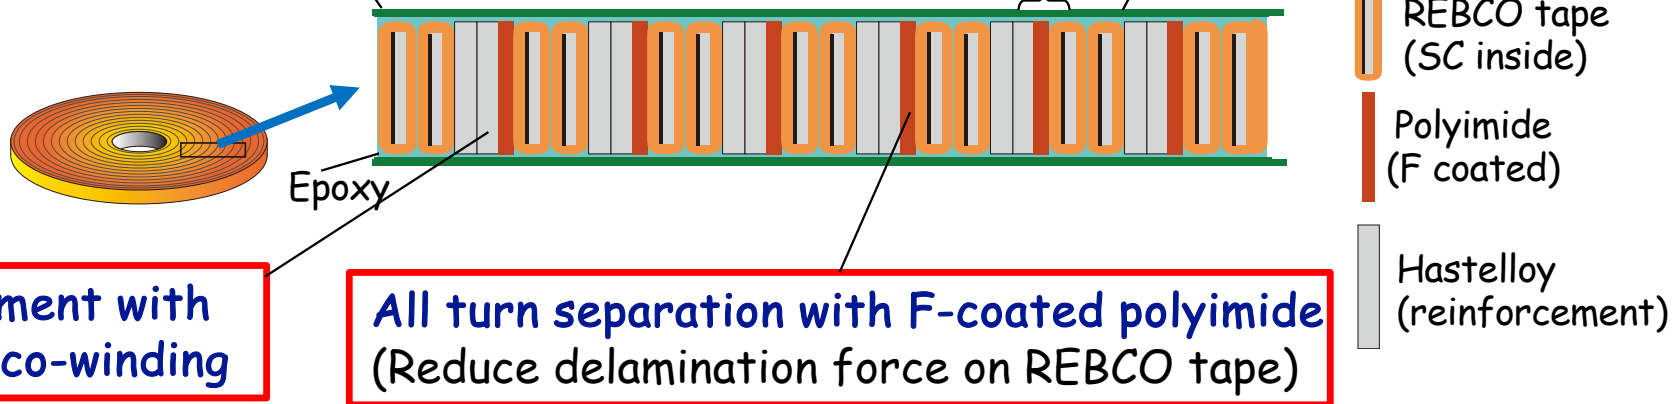 REBCO tape
(SC inside)
Polyimide
(F coated)
Epoxy
Hastelloy
(reinforcement)
ment with
co-winding
All turn separation with F-coated polyimide
(Reduce delamination force on REBCO tape)